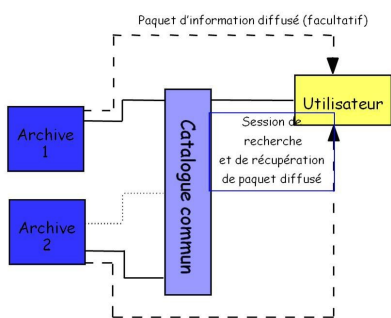 Paquet d'information diffusé (facultatif)
Utilisateur
Archive
1
Catalogue commun
Session de
recherche
et de récupération
de paquet diffusé
Archive
2